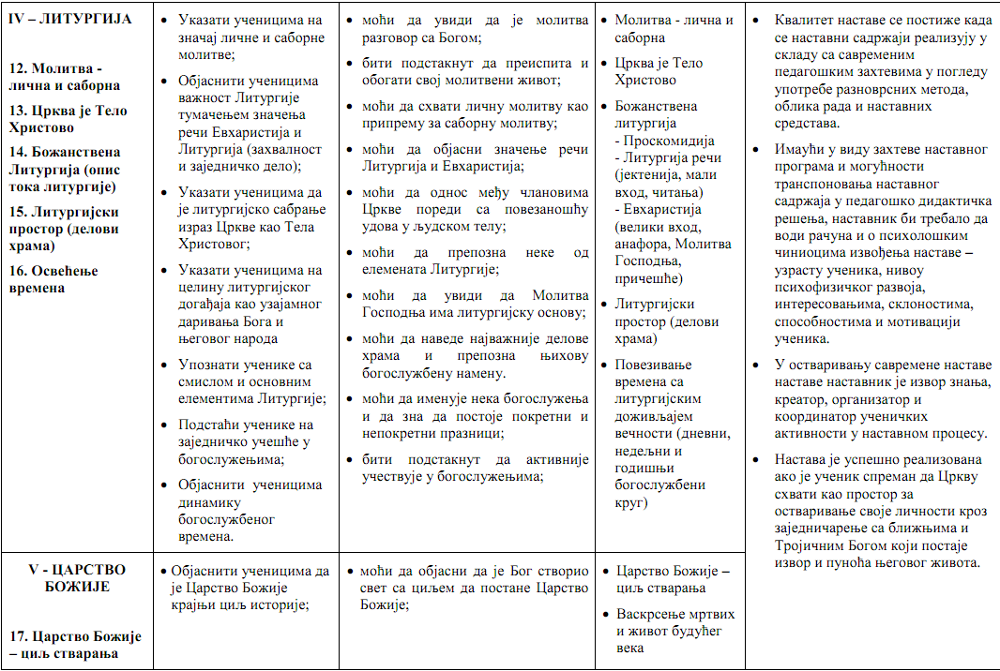 IV – ЛИТУРГИЈА
12. Молитва -
лична и саборна
13. Црква је Тело
Христово
14. Божанствена
Литургија (опис
тока литургије)
15. Литургијски
простор (делови
храма)
16. Освећење
времена
• Указати ученицима на
значај личне и саборне
молитве;
• Објаснити ученицима
важност Литургије
тумачењем значења
речи Евхаристија и
Литургија (захвалност
и заједничко дело);
• Указати ученицима да
је литургијско сабрање
израз Цркве као Тела
Христовог;
• Указати ученицима на
целину литургијског
догађаја као узајамног
даривања Бога и
његовог народа
• Упознати ученике са
смислом и основним
елементима Литургије;
• Подстаћи ученике на
заједничко учешће у
богослужењима;
• Објаснити ученицима
динамику
богослужбеног
времена.
• моћи да увиди да је молитва
разговор са Богом;
• бити подстакнут да преиспита и
обогати свој молитвени живот;
• моћи да схвати личну молитву као
припрему за саборну молитву;
• моћи да објасни значење речи
Литургија и Евхаристија;
• моћи да однос међу члановима
Цркве пореди са повезаношћу
удова у људском телу;
• моћи да препозна неке од
елемената Литургије;
• моћи да увиди да Молитва
Господња има литургијску основу;
• моћи да наведе најважније делове
храма и препозна њихову
богослужбену намену.
• моћи да именује нека богослужења
и да зна да постоје покретни и
непокретни празници;
• бити подстакнут да активније
учествује у богослужењима;
• Молитва - лична и
саборна
• Црква је Тело
Христово
• Божанствена
литургија
- Проскомидија
- Литургија речи
(јектенија, мали
вход, читања)
- Евхаристија
(велики вход,
анафора, Молитва
Господња,
причешће)
• Литургијски
простор (делови
храма)
• Повезивање
времена са
литургијским
доживљајем
вечности (дневни,
недељни и
годишњи
богослужбени
круг)
• Квалитет наставе се постиже када
се наставни садржаји реализују у
складу са савременим
педагошким захтевима у погледу
употребе разноврсних метода,
облика рада и наставних
средстава.
• Имајући у виду захтеве наставног
програма и могућности
транспоновања наставног
садржаја у педагошко дидактичка
решења, наставник би требало да
води рачуна и о психолошким
чиниоцима извођења наставе –
узрасту ученика, нивоу
психофизичког развоја,
интересовањима, склоностима,
способностима и мотивацији
ученика.
• У остваривању савремене наставе
наставе наставник је извор знања,
креатор, организатор и
координатор ученичких
активности у наставном процесу.
• Настава је успешно реализована
ако је ученик спреман да Цркву
схвати као простор за
остваривање своје личности кроз
заједничарење са ближњима и
Тројичним Богом који постаје
извор и пуноћа његовог живота.
V - ЦАРСТВО
БОЖИЈЕ
17. Царство Божије
– циљ стварања
• Објаснити ученицима да
је Царство Божије
крајњи циљ историје;
• моћи да објасни да је Бог створио
свет са циљем да постане Царство
Божије;
• Царство Божије –
циљ стварања
• Васкрсење мртвих
и живот будућег
века